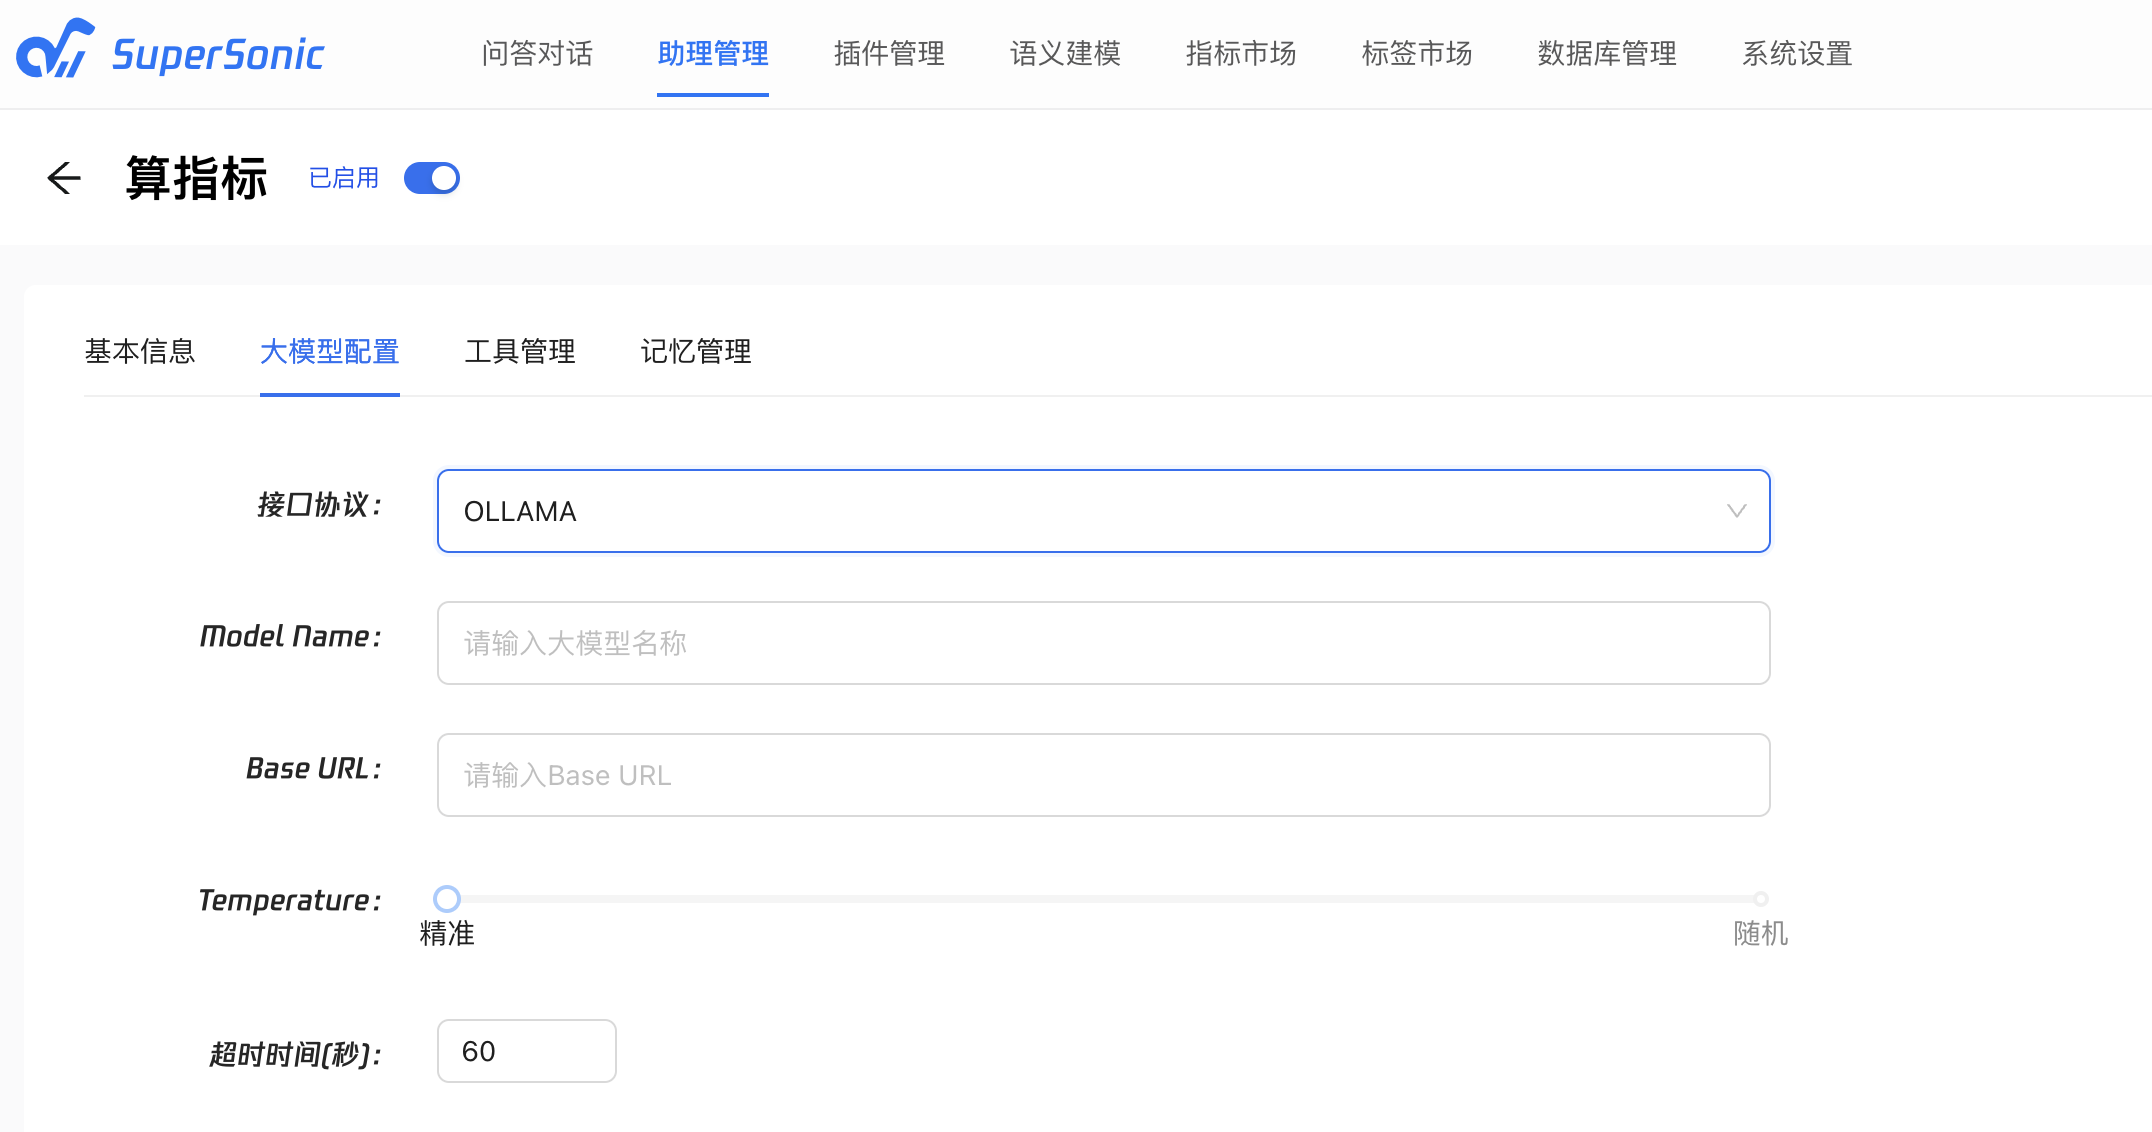 SuperSonic 问答对话 助理管理 插件管理 语义建模 指标市场 标签市场 数据库管理 系统设置
算指标 已启用
基本信息 大模型配置 工具管理 记忆管理
接口协议: OLLAMA
Model Name: 请输入大模型名称
Base URL: 请输入Base URL
Temperature:
精准 随机
超时时间(秒): 60